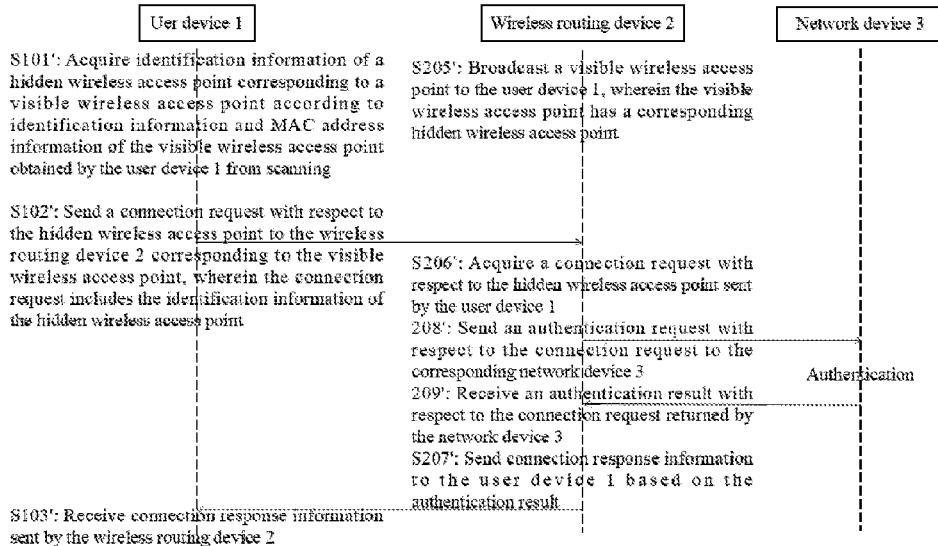 Uer device 1
Wireless routing device 2
Network device 3
S101': Acquire identification information of a
hidden wireless access point corresponding to a
visible wireless access point according to
identification information and MAC address
information of the visible wireless access point
obtained by the user device 1 from scanning
S205': Broadcast a visible wireless access
point to the user device 1, wherein the visible
wireless access point has a corresponding
hidden wireless access point
S102': Send a connection request with respect to
the hidden wireless access point to the wireless
routing device 2 corresponding to the visible
wireless access point, wherein the connection
request includes the identification information of
the hidden wireless access point
S206': Acquire a connection request with
respect to the hidden wireless access point sent
by the user device 1
208': Send an authentication request with
respect to the connection request to the
corresponding network device 3
Authentication
209': Receive an authentication result with
respect to the connection request returned by
the network device 3
S207': Send connection response information
to the user device 1 based on the
authentication result
S103': Receive connection response information
sent by the wireless routing device 2